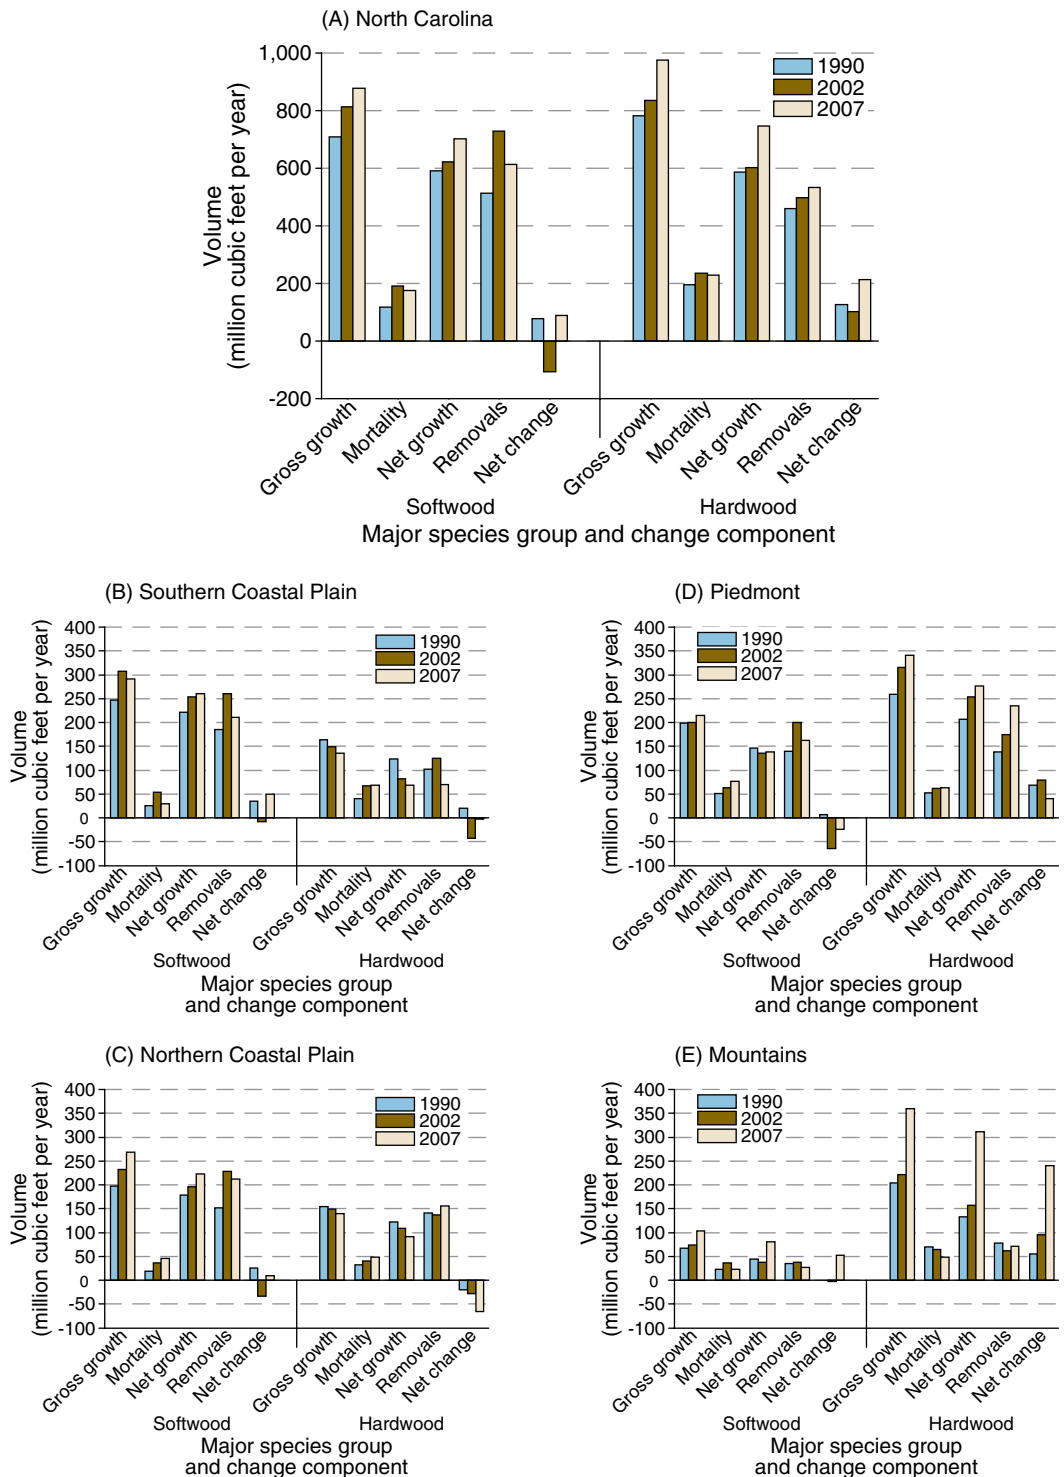 (A) North Carolina
1,000
800
600
400
200
0
-200
Volume
(million cubic feet per year)
1990
2002
2007
Gross growth
Mortality
Net growth
Removals
Net change
Gross growth
Mortality
Net growth
Removals
Net change
Softwood
Hardwood
Major species group and change component
(B) Southern Coastal Plain
400
350
300
250
200
150
100
50
0
-50
-100
Volume
(million cubic feet per year)
1990
2002
2007
Gross growth
Mortality
Net growth
Removals
Net change
Gross growth
Mortality
Net growth
Removals
Net change
Softwood
Hardwood
Major species group
and change component
(D) Piedmont
400
350
300
250
200
150
100
50
0
-50
-100
Volume
(million cubic feet per year)
1990
2002
2007
Gross growth
Mortality
Net growth
Removals
Net change
Gross growth
Mortality
Net growth
Removals
Net change
Softwood
Hardwood
Major species group
and change component
(C) Northern Coastal Plain
400
350
300
250
200
150
100
50
0
-50
-100
Volume
(million cubic feet per year)
1990
2002
2007
Gross growth
Mortality
Net growth
Removals
Net change
Gross growth
Mortality
Net growth
Removals
Net change
Softwood
Hardwood
Major species group
and change component
(E) Mountains
400
350
300
250
200
150
100
50
0
-50
-100
Volume
(million cubic feet per year)
1990
2002
2007
Gross growth
Mortality
Net growth
Removals
Net change
Gross growth
Mortality
Net growth
Removals
Net change
Softwood
Hardwood
Major species group
and change component